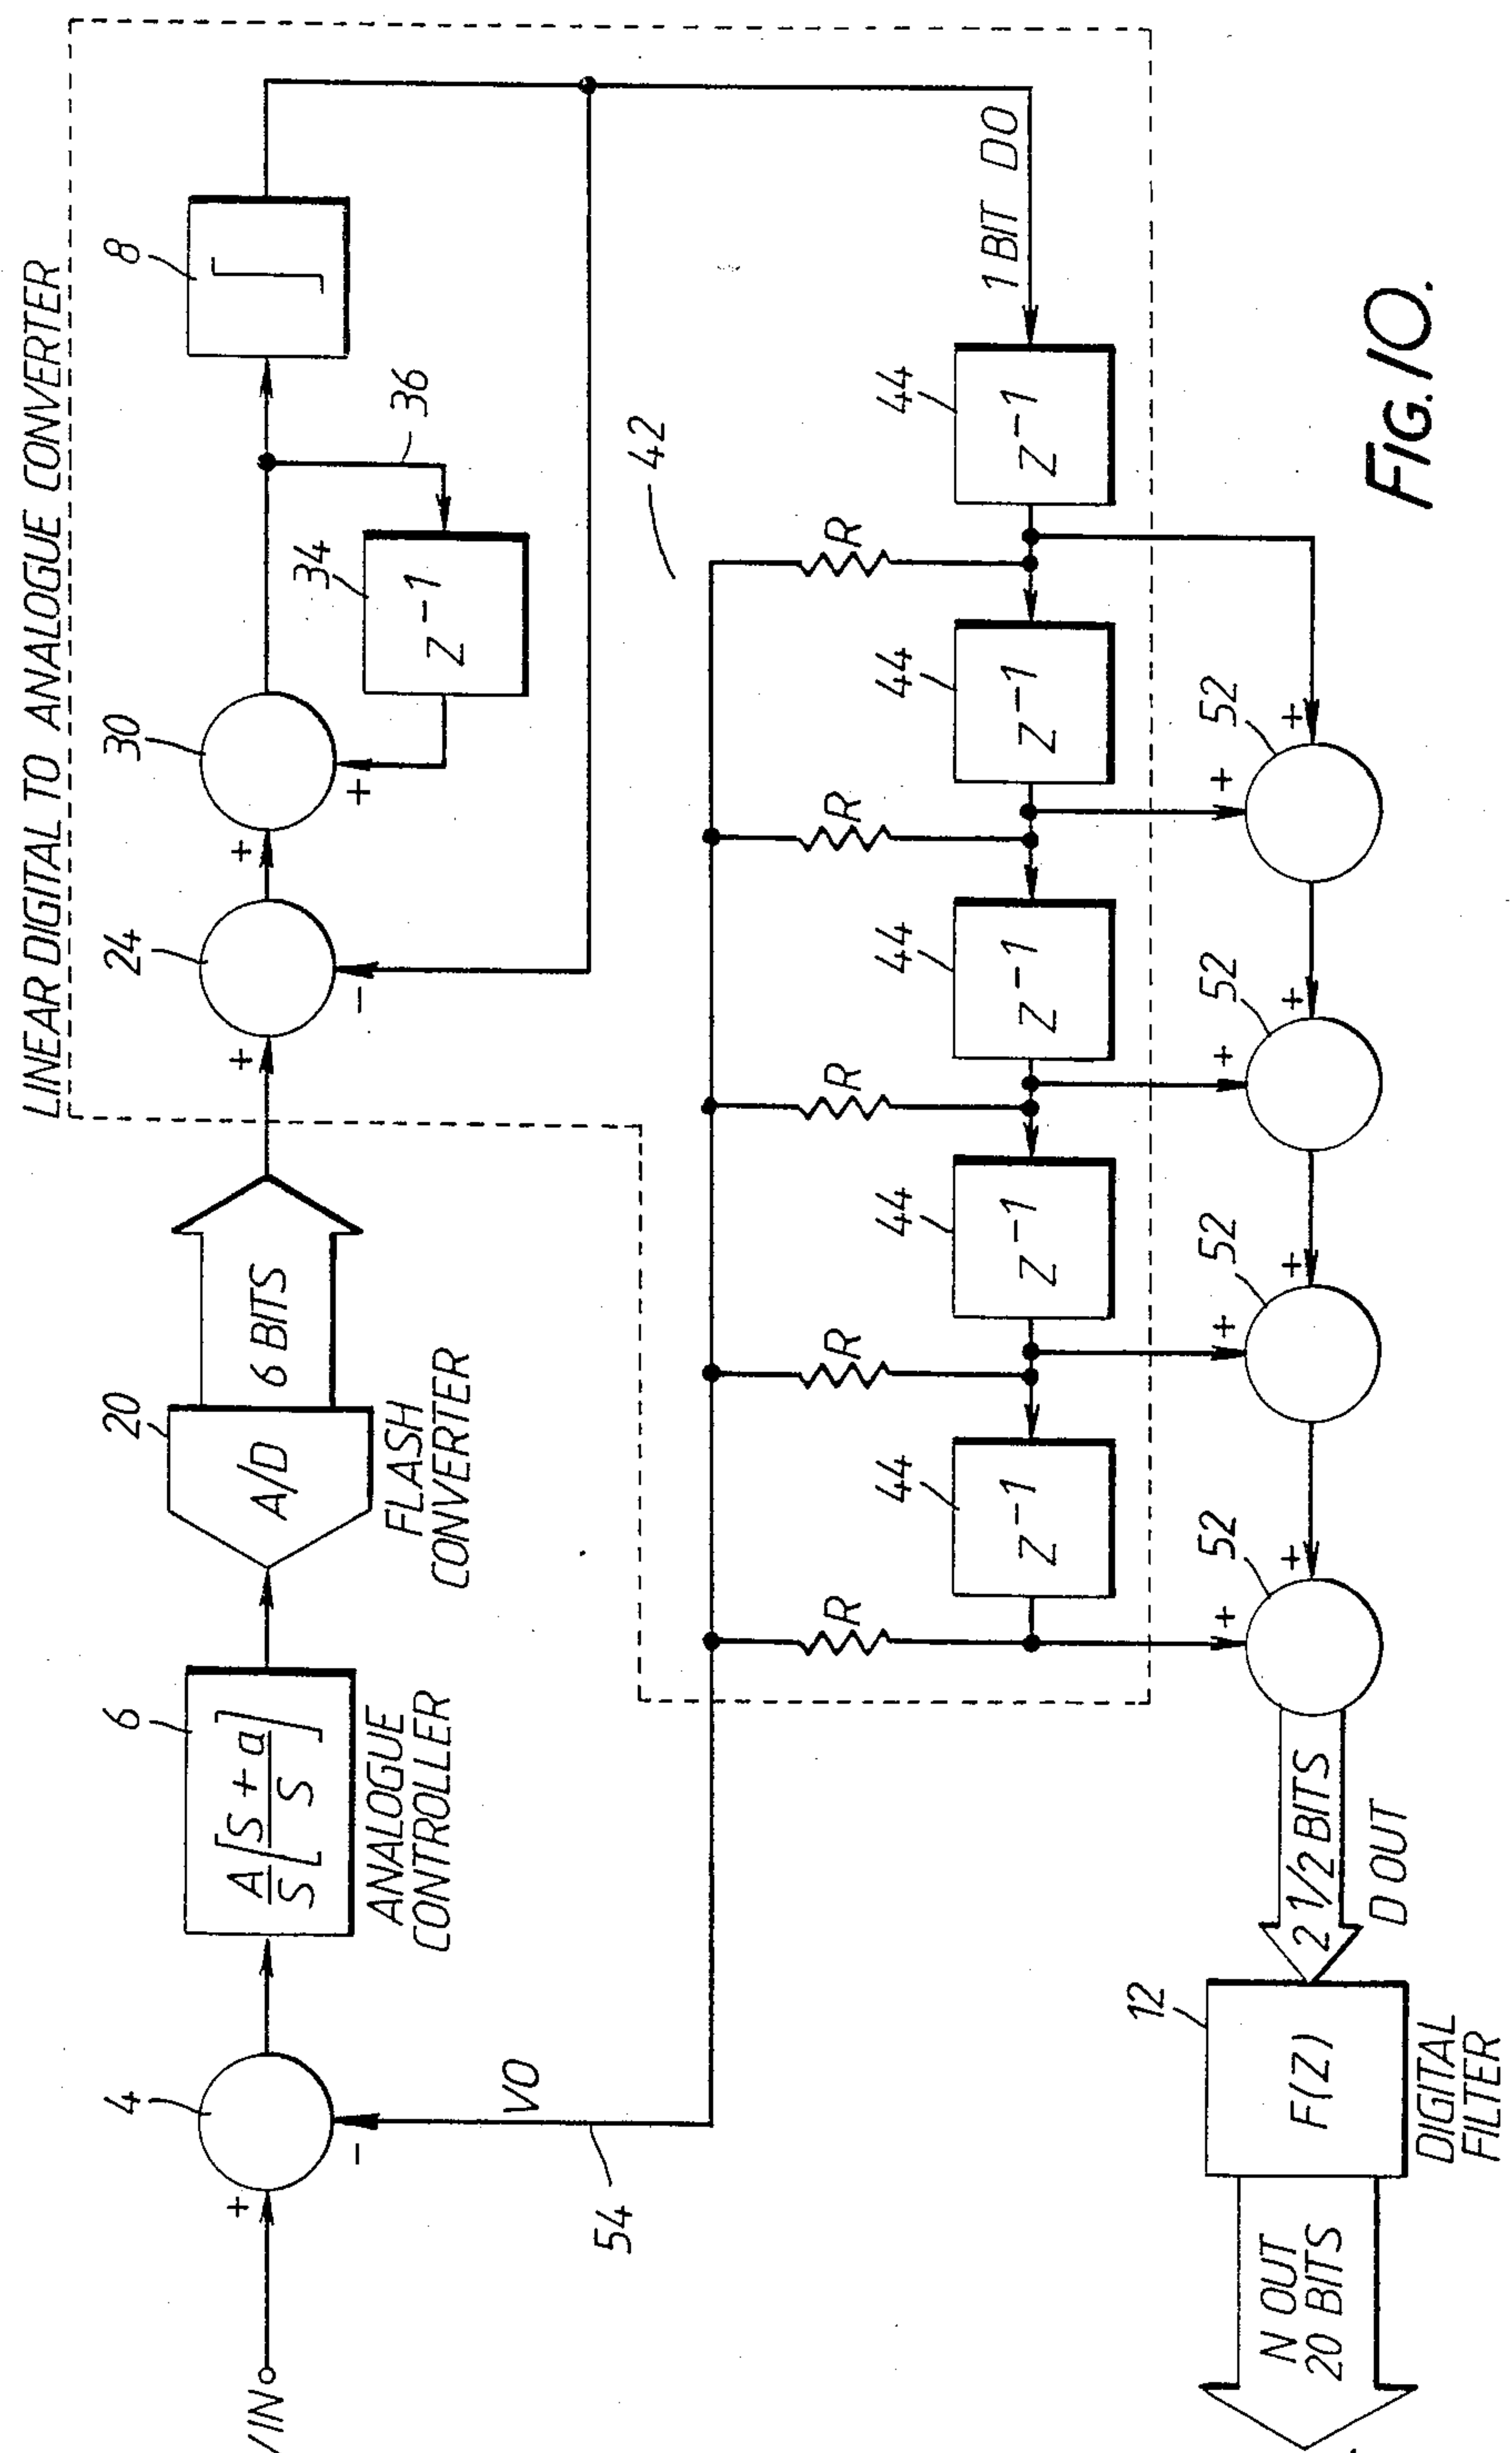 LINEAR DIGITAL TO ANALOGUE CONVERTER
4
6
20
24
30
8
+
-
A/S [S + a / S]
ANALOGUE
CONTROLLER
A/D
FLASH
CONVERTER
6 BITS
+
-
+
+
34
Z⁻¹
36
∫
VIN
VO
54
42
R
R
R
R
R
1 BIT DO
44
44
44
44
44
Z⁻¹
Z⁻¹
Z⁻¹
Z⁻¹
Z⁻¹
52
52
52
52
+
+
+
+
+
+
+
+
12
F(Z)
DIGITAL
FILTER
2 1/2 BITS
D OUT
N OUT
20 BITS
FIG. 10.